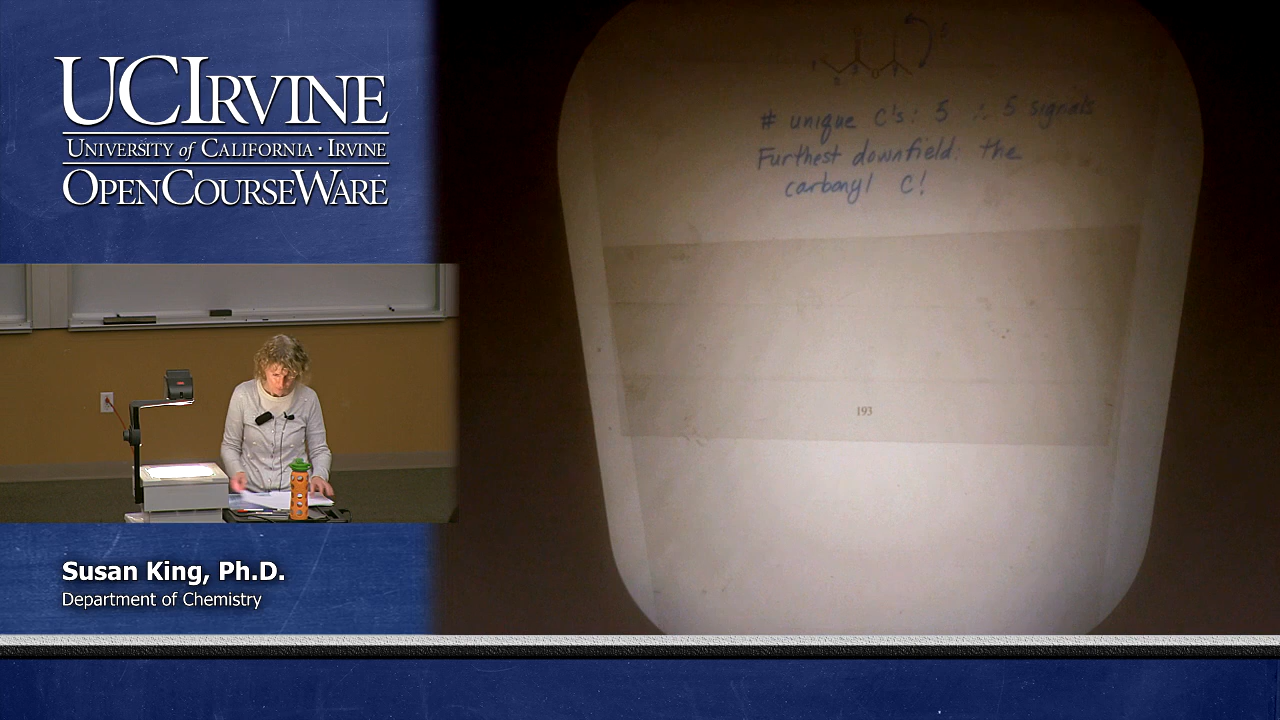 UCIRVINE
UNIVERSITY of CALIFORNIA · IRVINE
OPENCOURSEWARE
# unique C's: 5 ∴ 5 signals
Furthest downfield: the
carbonyl C!
193
Susan King, Ph.D.
Department of Chemistry